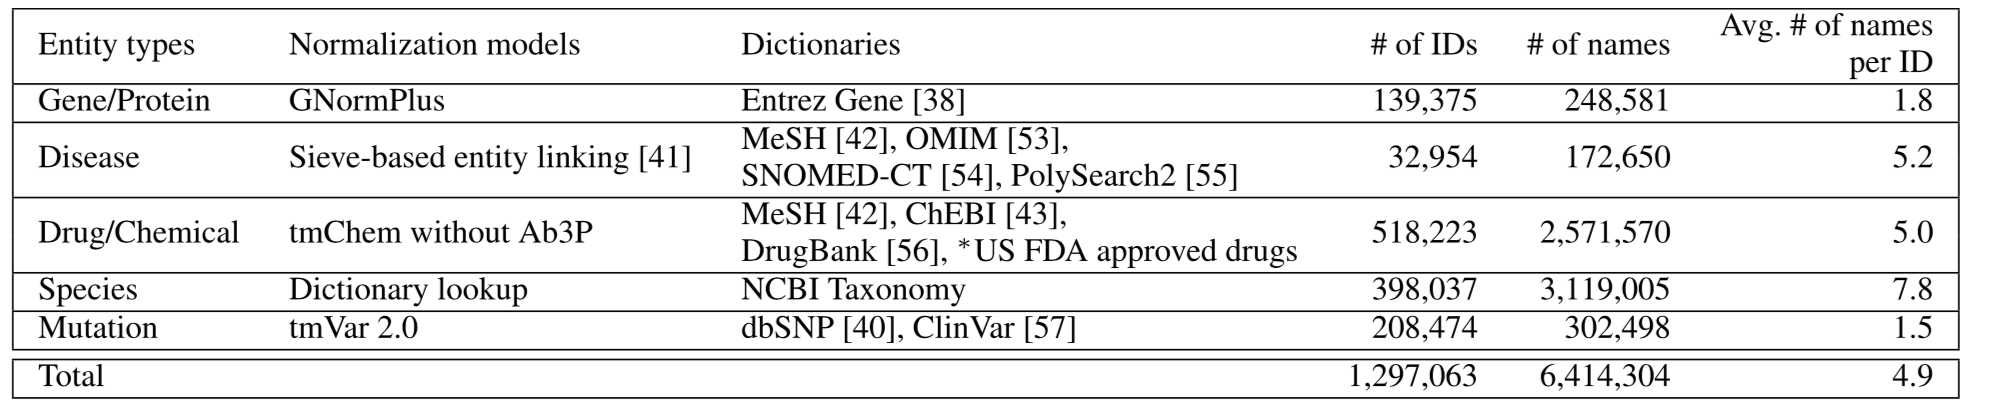 Entity types Normalization models Dictionaries # of IDs # of names Avg. # of names per ID
Gene/Protein GNormPlus Entrez Gene [38] 139,375 248,581 1.8
Disease Sieve-based entity linking [41] MeSH [42], OMIM [53], SNOMED-CT [54], PolySearch2 [55] 32,954 172,650 5.2
Drug/Chemical tmChem without Ab3P MeSH [42], ChEBI [43], DrugBank [56], *US FDA approved drugs 518,223 2,571,570 5.0
Species Dictionary lookup NCBI Taxonomy 398,037 3,119,005 7.8
Mutation tmVar 2.0 dbSNP [40], ClinVar [57] 208,474 302,498 1.5
Total 1,297,063 6,414,304 4.9